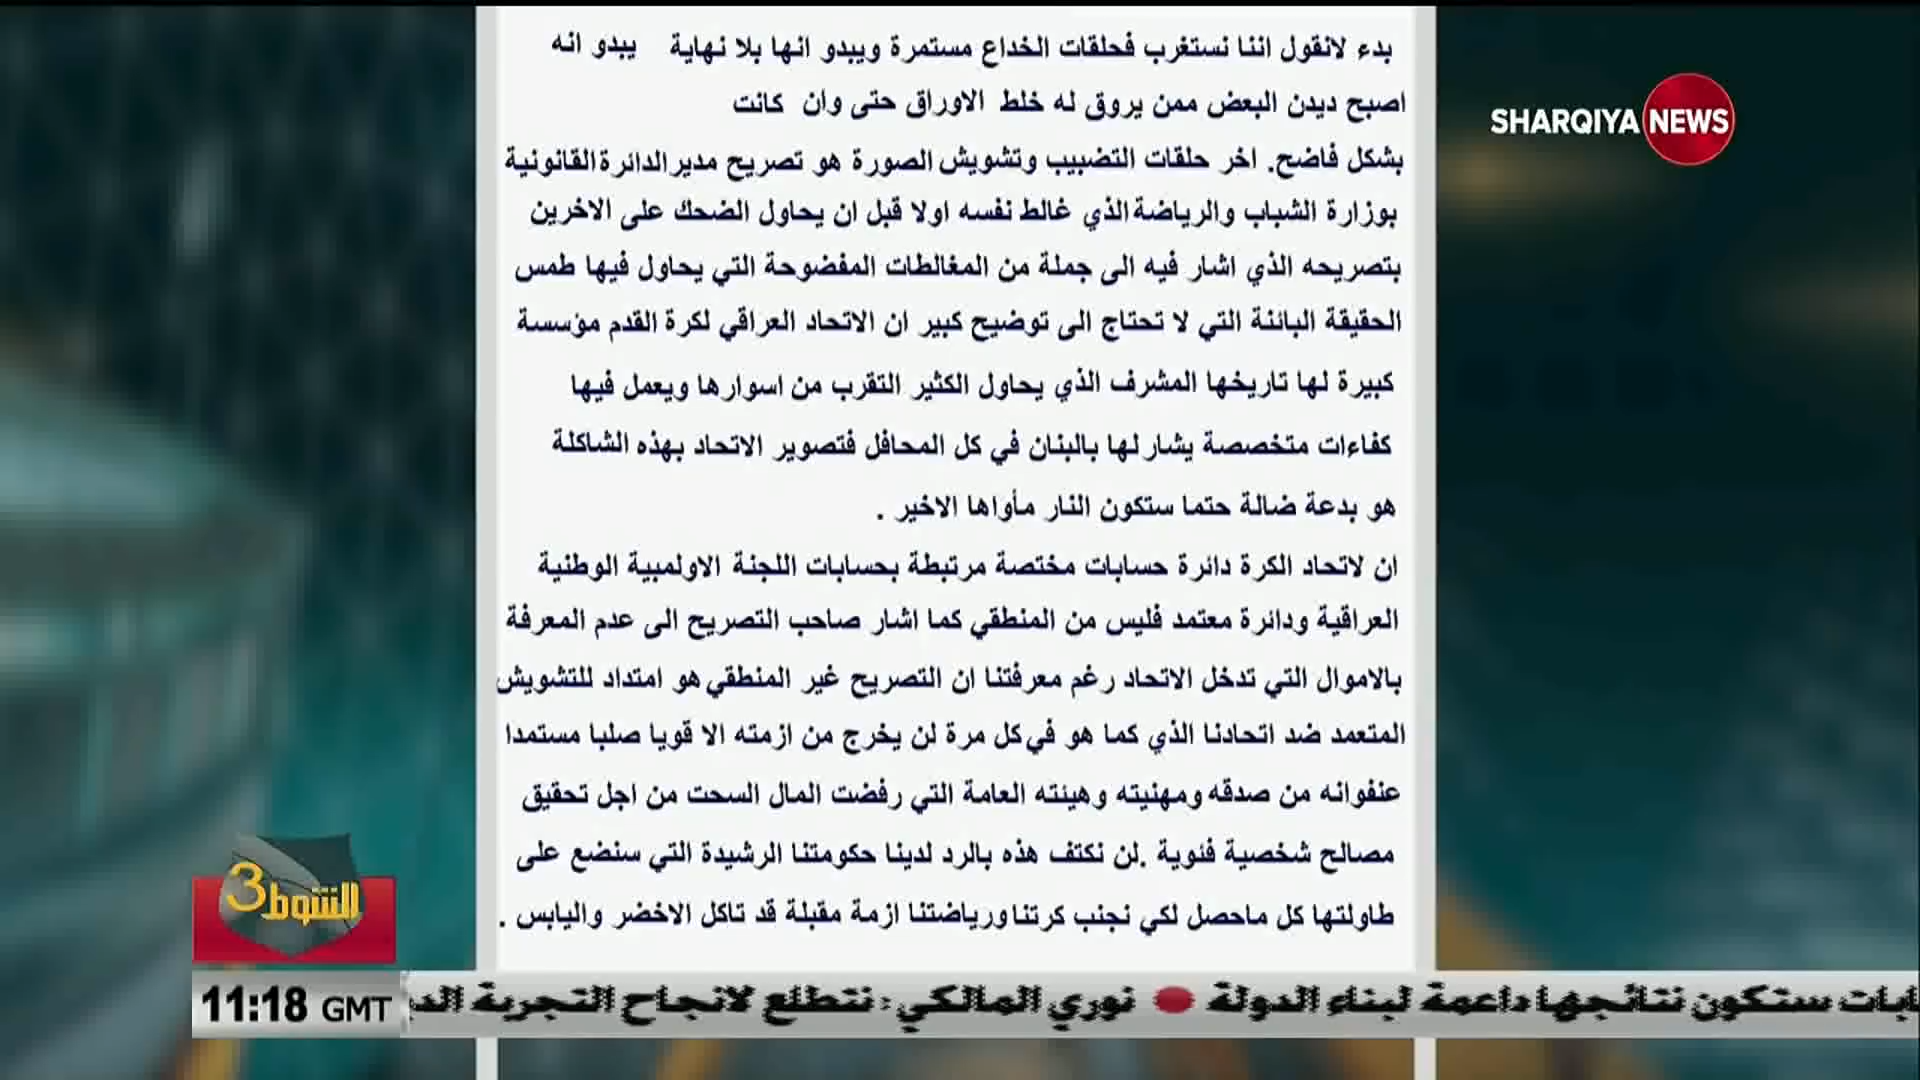 بدء لانقول اننا نستغرب فحلقات الخداع مستمرة ويبدو انها بلا نهاية يبدو انه
اصبح ديدن البعض ممن يروق له خلط الاوراق حتى وان كانت
بشكل فاضح. اخر حلقات التضبيب وتشويش الصورة هو تصريح مدير الدائرة القانونية
بوزارة الشباب والرياضة الذي غالط نفسه اولا قبل ان يحاول الضحك على الاخرين
بتصريحه الذي اشار فيه الى جملة من المغالطات المفضوحة التي يحاول فيها طمس
الحقيقة البائنة التي لا تحتاج الى توضيح كبير ان الاتحاد العراقي لكرة القدم مؤسسة
كبيرة لها تاريخها المشرف الذي يحاول الكثير التقرب من اسوارها ويعمل فيها
كفاءات متخصصة يشار لها بالبنان في كل المحافل فتصوير الاتحاد بهذه الشاكلة
هو بدعة ضالة حتما ستكون النار مأواها الاخير .
ان لاتحاد الكرة دائرة حسابات مختصة مرتبطة بحسابات اللجنة الاولمبية الوطنية
العراقية ودائرة معتمد فليس من المنطقي كما اشار صاحب التصريح الى عدم المعرفة
بالاموال التي تدخل الاتحاد رغم معرفتنا ان التصريح غير المنطقي هو امتداد للتشويش
المتعمد ضد اتحادنا الذي كما هو في كل مرة لن يخرج من ازمته الا قويا صلبا مستمدا
عنفوانه من صدقه ومهنيته وهيئته العامة التي رفضت المال السحت من اجل تحقيق
مصالح شخصية فئوية .لن نكتف هذه بالرد لدينا حكومتنا الرشيدة التي سنضع على
طاولتها كل ماحصل لكي نجنب كرتنا ورياضتنا ازمة مقبلة قد تاكل الاخضر واليابس .
SHARQIYA NEWS
الشوط 3
11:18 GMT
بات ستكون نتائجها داعمة لبناء الدولة ● نوري المالكي : نتطلع لانجاح التجربة الد